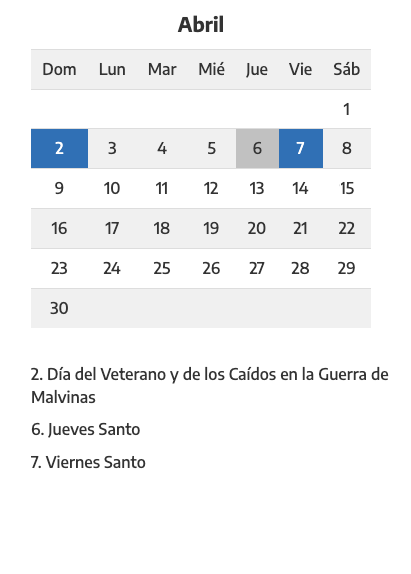 Abril
Dom Lun Mar Mié Jue Vie Sáb
1
2 3 4 5 6 7 8
9 10 11 12 13 14 15
16 17 18 19 20 21 22
23 24 25 26 27 28 29
30
2. Día del Veterano y de los Caídos en la Guerra de
Malvinas
6. Jueves Santo
7. Viernes Santo